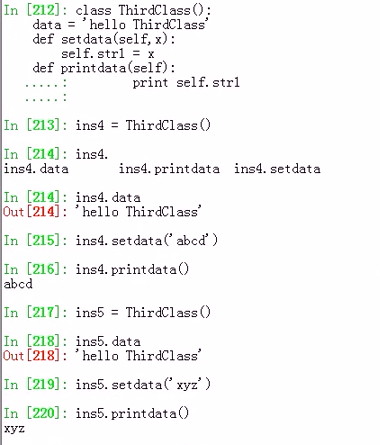 In [212]: class ThirdClass():
    data = 'hello ThirdClass'
    def setdata(self,x):
        self.str1 = x
    def printdata(self):
   .....:         print self.str1
   .....:
In [213]: ins4 = ThirdClass()
In [214]: ins4.
ins4.data       ins4.printdata  ins4.setdata
In [214]: ins4.data
Out[214]: 'hello ThirdClass'
In [215]: ins4.setdata('abcd')
In [216]: ins4.printdata()
abcd
In [217]: ins5 = ThirdClass()
In [218]: ins5.data
Out[218]: 'hello ThirdClass'
In [219]: ins5.setdata('xyz')
In [220]: ins5.printdata()
xyz